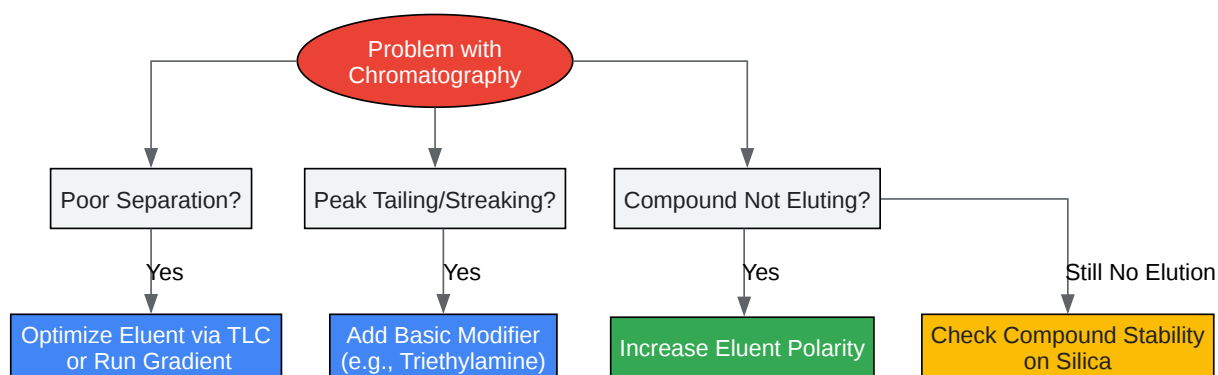 Problem with
Chromatography
Poor Separation?
Peak Tailing/Streaking?
Compound Not Eluting?
Yes
Yes
Yes
Still No Elution
Optimize Eluent via TLC
or Run Gradient
Add Basic Modifier
(e.g., Triethylamine)
Increase Eluent Polarity
Check Compound Stability
on Silica